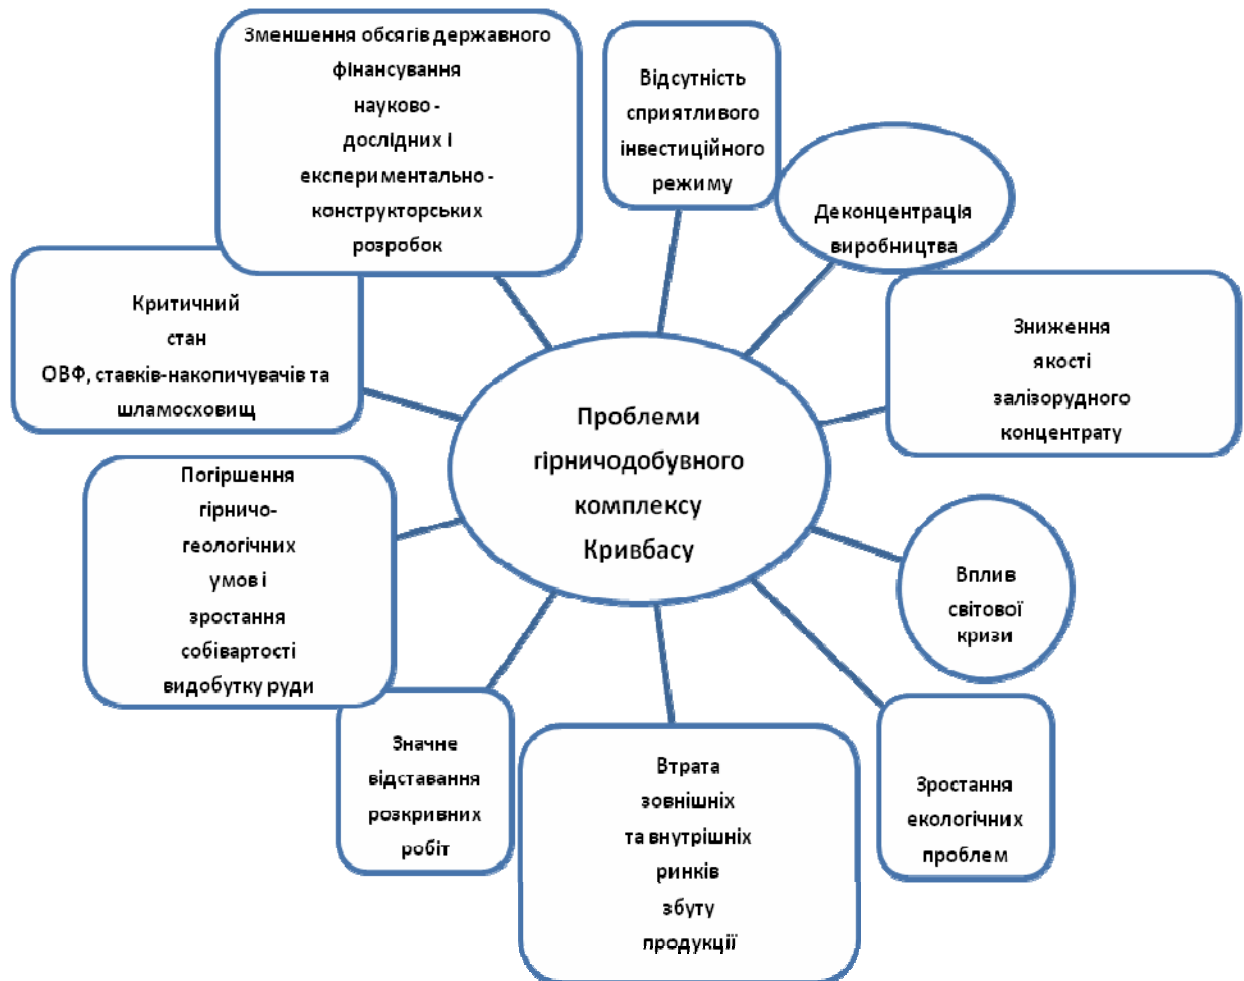 Зменшення обсягів державного
фінансування
науково-
дослідних і
експериментально-
конструкторських
розробок
Відсутність
сприятливого
інвестиційного
режиму
Деконцентрація
виробництва
Критичний
стан
ОВФ, ставків-накопичувачів та
шламосховищ
Зниження
якості
залізорудного
концентрату
Проблеми
гірничодобувного
комплексу
Кривбасу
Погіршення
гірничо-
геологічних
умов і
зростання
собівартості
видобутку руди
Вплив
світової
кризи
Значне
відставання
розкривних
робіт
Втрата
зовнішніх
та внутрішніх
ринків
збуту
продукції
Зростання
екологічних
проблем